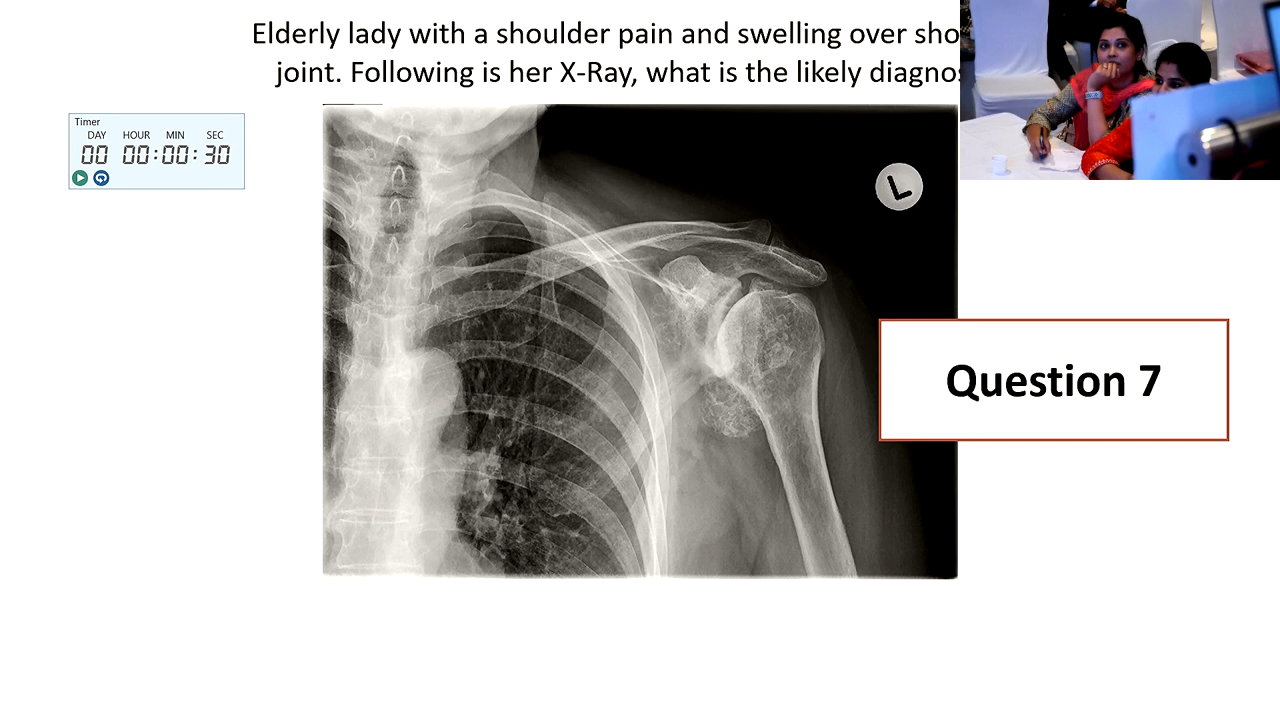 Elderly lady with a shoulder pain and swelling over sho
joint. Following is her X-Ray, what is the likely diagnos
Timer
DAY HOUR MIN SEC
00 00:00:30
L
Question 7